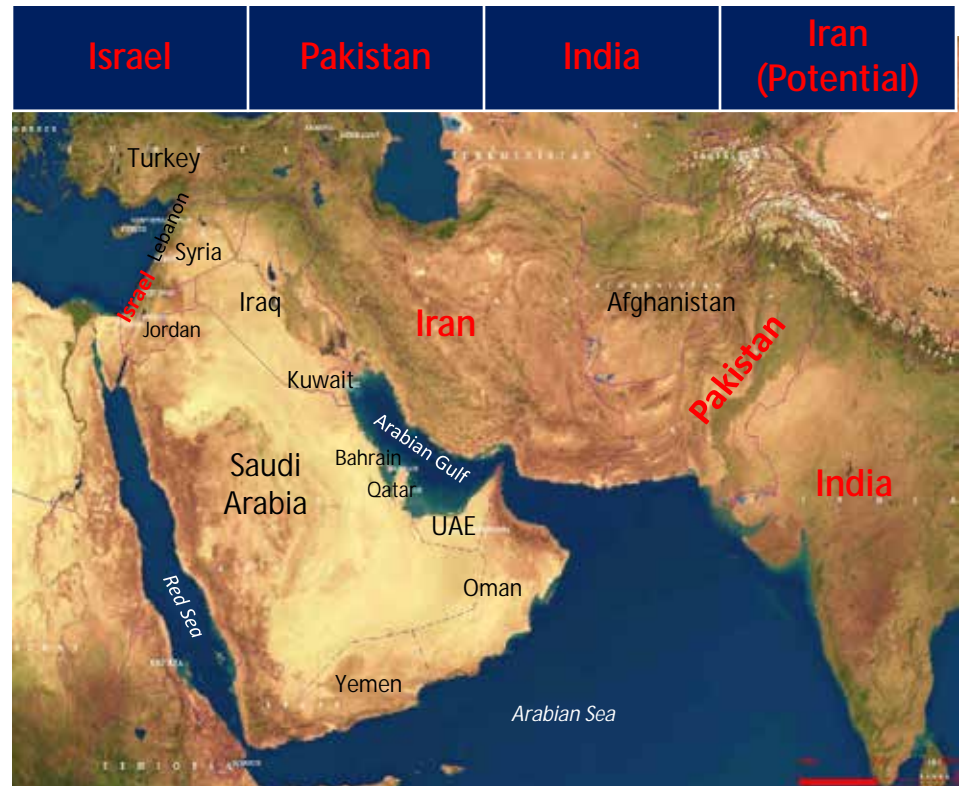 Israel
Pakistan
India
Iran
(Potential)
Turkey
Lebanon
Syria
Israel
Iraq
Jordan
Iran
Afghanistan
Pakistan
Kuwait
Arabian Gulf
Bahrain
Saudi
Arabia
Qatar
India
UAE
Oman
Red Sea
Yemen
Arabian Sea
ETHIOPIA